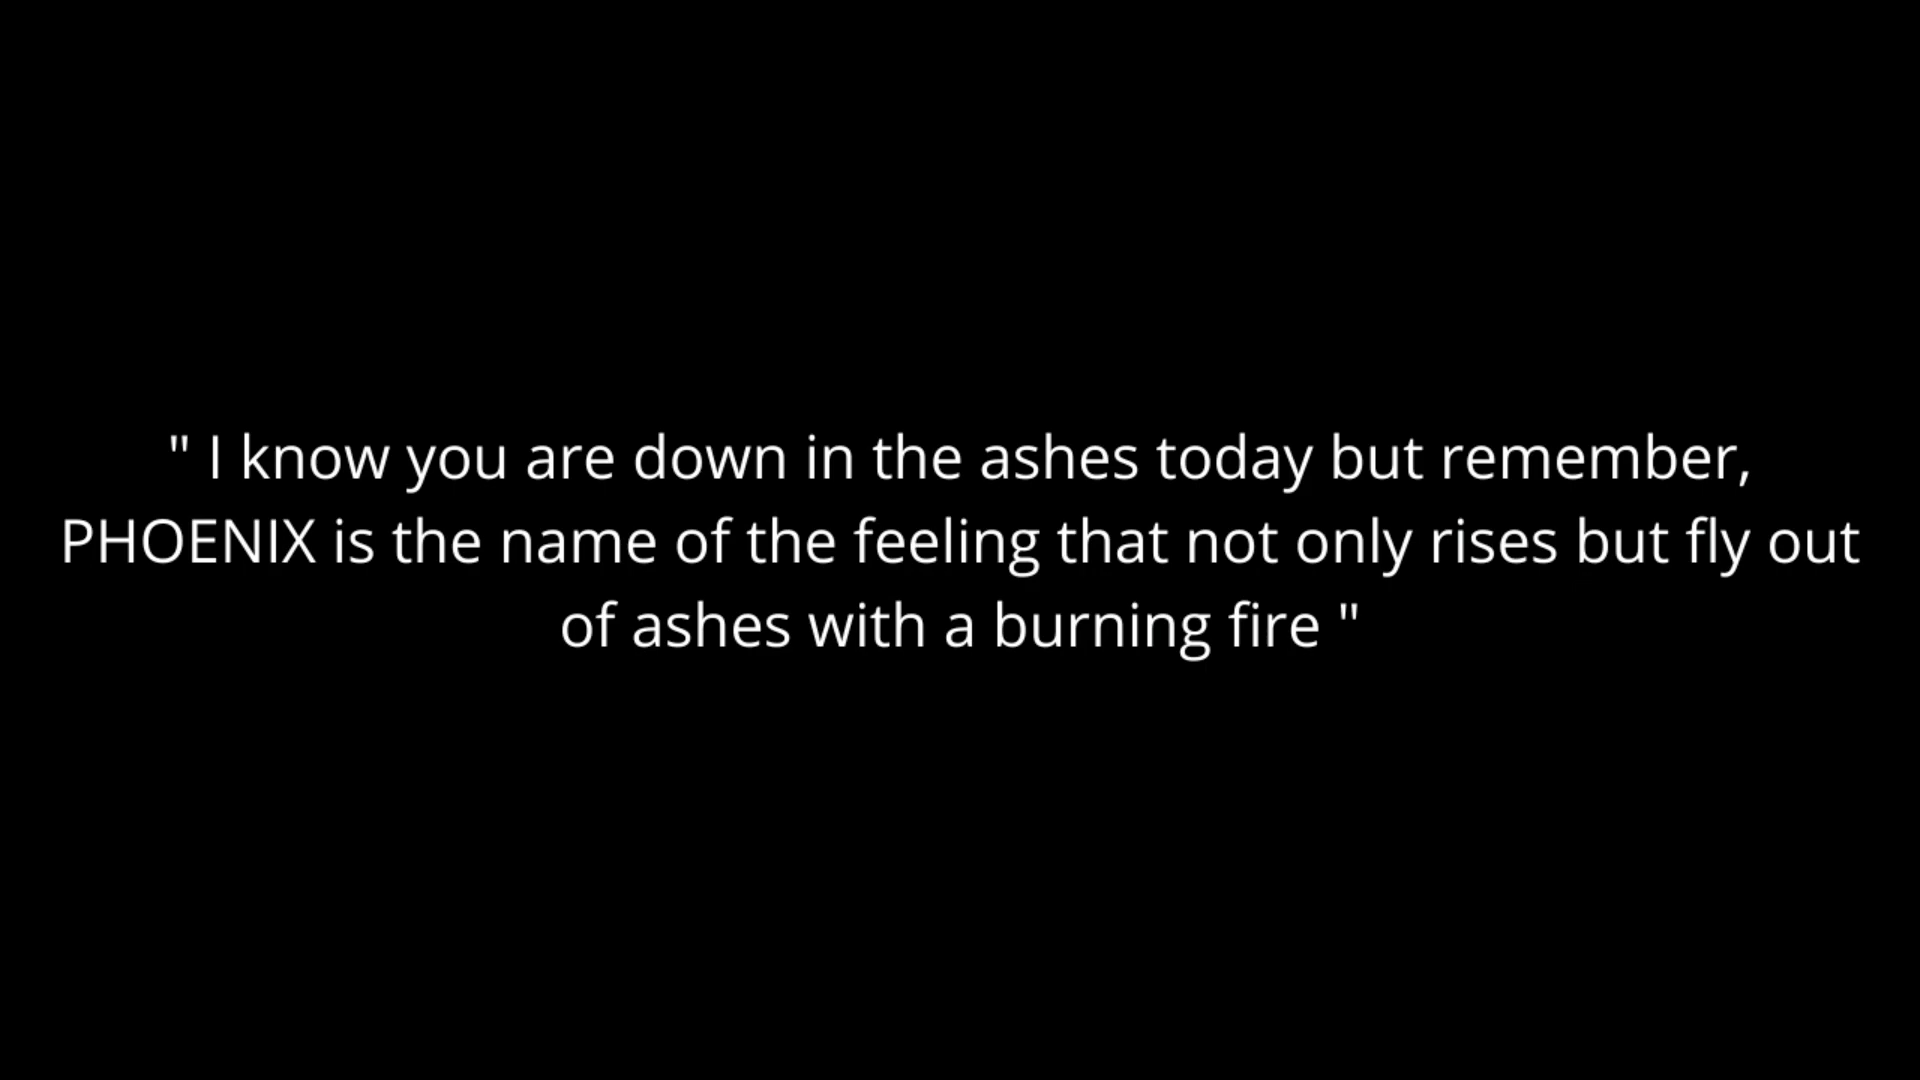 " I know you are down in the ashes today but remember,
PHOENIX is the name of the feeling that not only rises but fly out
of ashes with a burning fire "